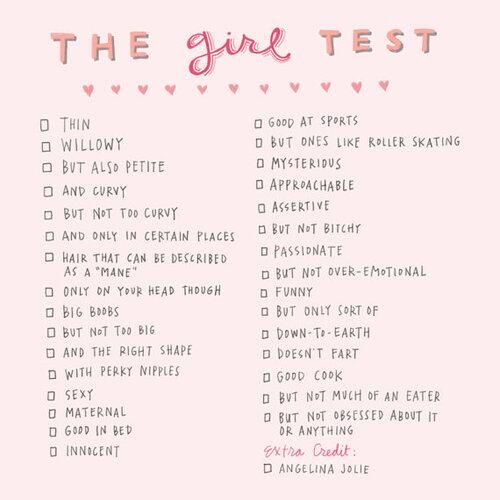 THE girl TEST
THIN
WILLOWY
BUT ALSO PETITE
AND CURVY
BUT NOT TOO CURVY
AND ONLY IN CERTAIN PLACES
HAIR THAT CAN BE DESCRIBED
AS A "MANE"
ONLY ON YOUR HEAD THOUGH
BIG BOOBS
BUT NOT TOO BIG
AND THE RIGHT SHAPE
WITH PERKY NIPPLES
SEXY
MATERNAL
GOOD IN BED
INNOCENT
GOOD AT SPORTS
BUT ONES LIKE ROLLER SKATING
MYSTERIOUS
APPROACHABLE
ASSERTIVE
BUT NOT BITCHY
PASSIONATE
BUT NOT OVER-EMOTIONAL
FUNNY
BUT ONLY SORT OF
DOWN-TO-EARTH
DOESN'T FART
GOOD COOK
BUT NOT MUCH OF AN EATER
BUT NOT OBSESSED ABOUT IT
OR ANYTHING
Extra Credit:
ANGELINA JOLIE